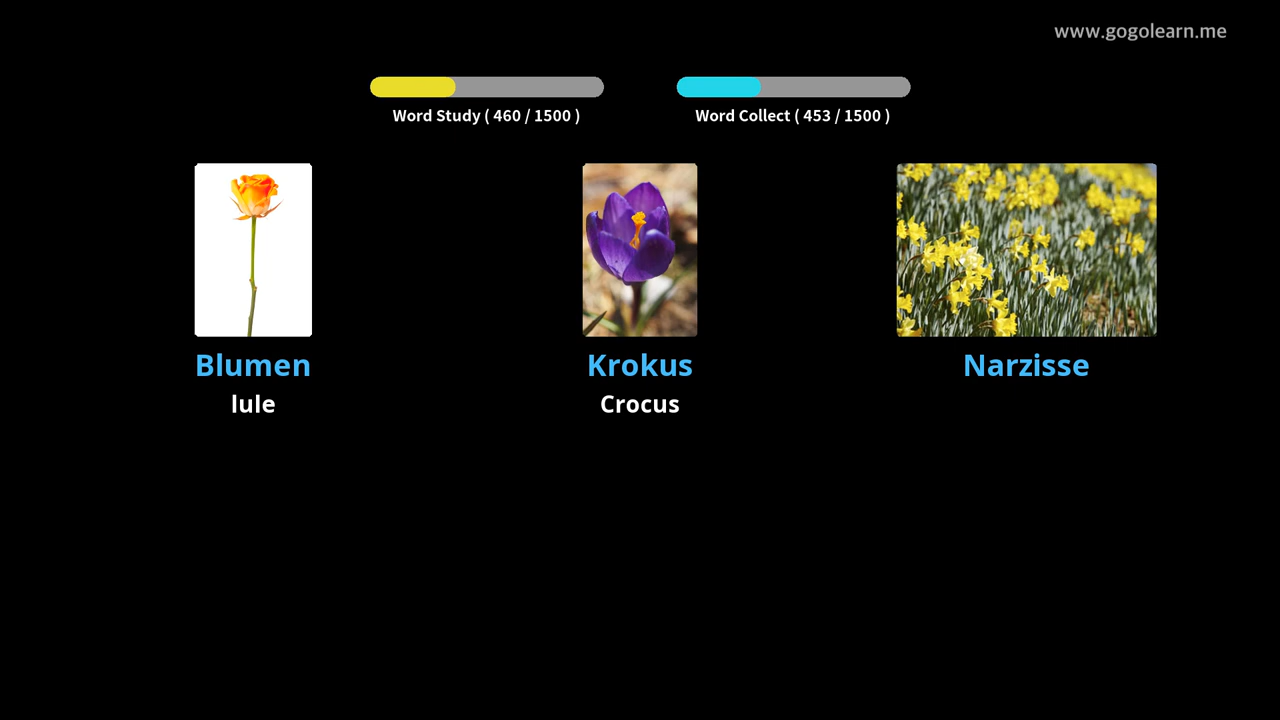 www.gogolearn.me
Word Study ( 460 / 1500 )
Word Collect ( 453 / 1500 )
Blumen
Krokus
Narzisse
lule
Crocus